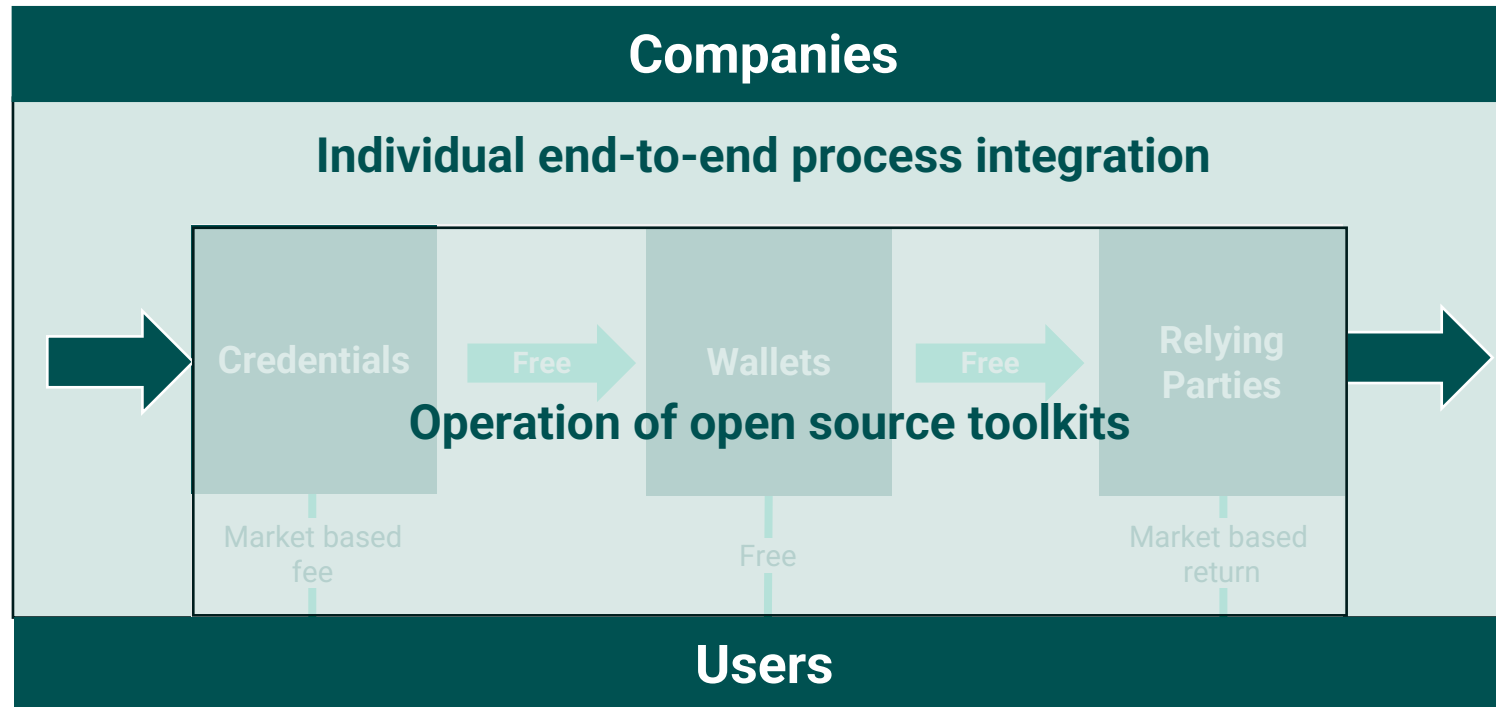 Companies
Individual end-to-end process integration
Credentials
Free
Wallets
Free
Relying
Parties
Operation of open source toolkits
Market based
fee
Free
Market based
return
Users